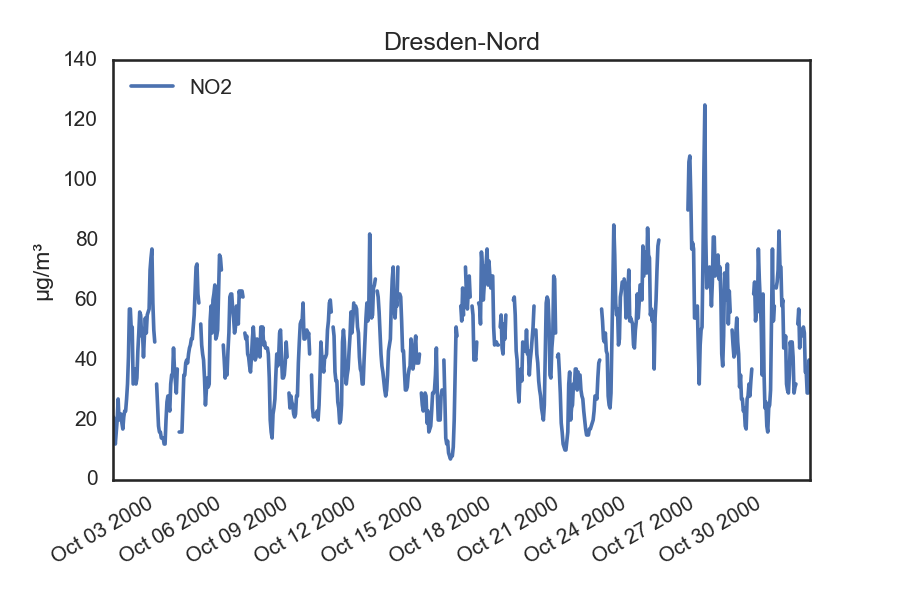 Dresden-Nord
NO2
µg/m³
140
120
100
80
60
40
20
0
Oct 03 2000
Oct 06 2000
Oct 09 2000
Oct 12 2000
Oct 15 2000
Oct 18 2000
Oct 21 2000
Oct 24 2000
Oct 27 2000
Oct 30 2000